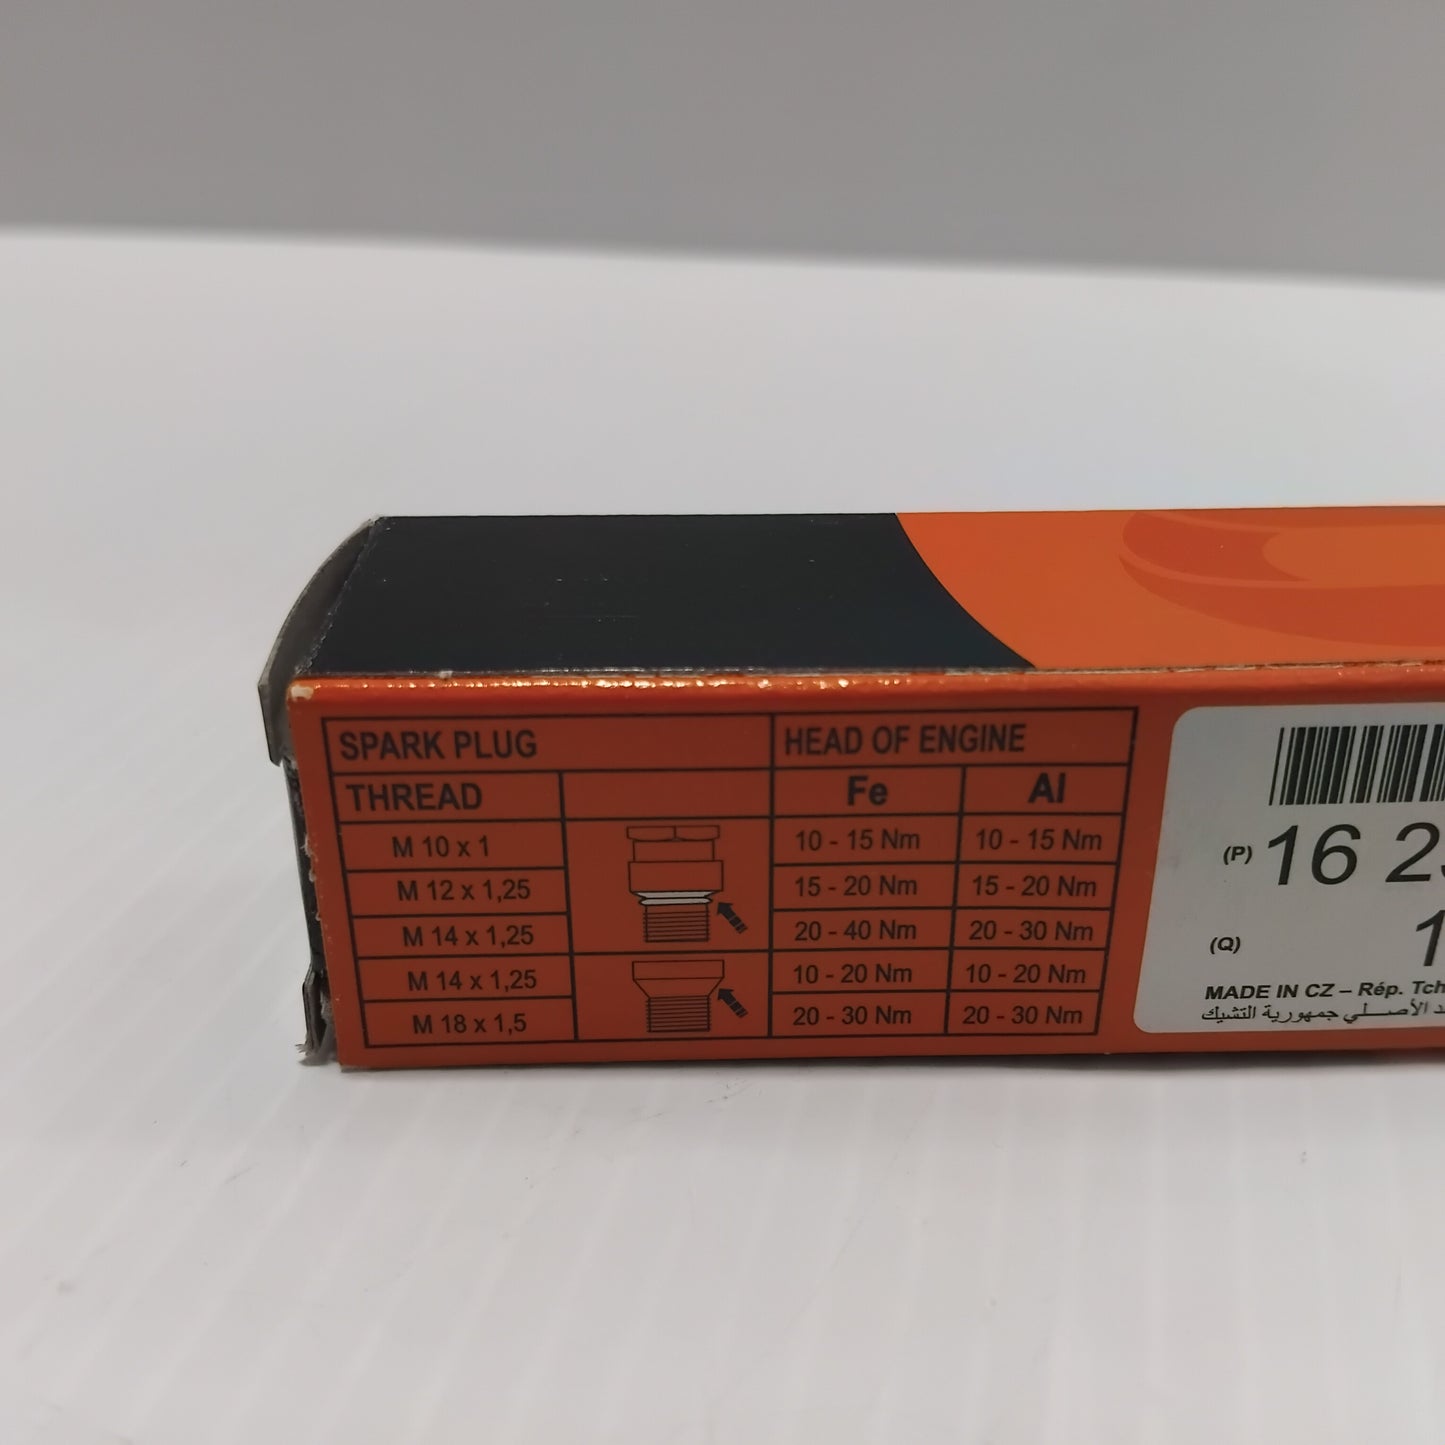 SPARK PLUG HEAD OF ENGINE
THREAD Fe Al
M 10 x 1 10 - 15 Nm 10 - 15 Nm
M 12 x 1,25 15 - 20 Nm 15 - 20 Nm
M 14 x 1,25 20 - 40 Nm 20 - 30 Nm
M 14 x 1,25 10 - 20 Nm 10 - 20 Nm
M 18 x 1,5 20 - 30 Nm 20 - 30 Nm
(P) 16 2
(Q) 1
MADE IN CZ – Rép. Tch
الأصلي جمهورية التشيك